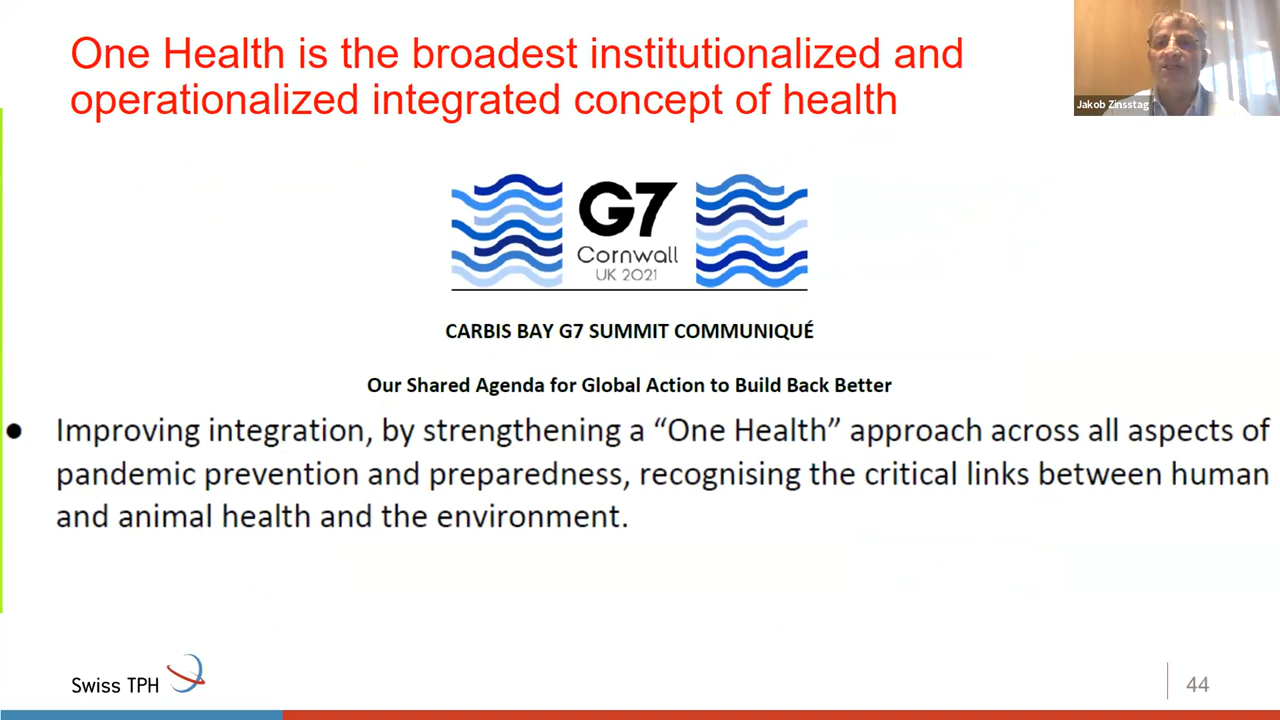 One Health is the broadest institutionalized and
operationalized integrated concept of health
Jakob Zinsstag
G7
Cornwall
UK 2021
CARBIS BAY G7 SUMMIT COMMUNIQUÉ
Our Shared Agenda for Global Action to Build Back Better
● Improving integration, by strengthening a “One Health” approach across all aspects of
pandemic prevention and preparedness, recognising the critical links between human
and animal health and the environment.
Swiss TPH
44